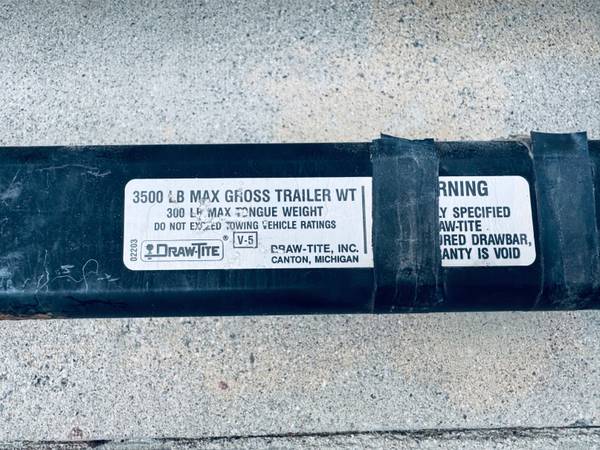 3500 LB MAX GROSS TRAILER WT
300 LB MAX TONGUE WEIGHT
DO NOT EXCEED TOWING VEHICLE RATINGS
02203
DRAW-TITE ® V-5
DRAW-TITE, INC.
CANTON, MICHIGAN
RNING
LY SPECIFIED
RAW-TITE
URED DRAWBAR,
ANTY IS VOID